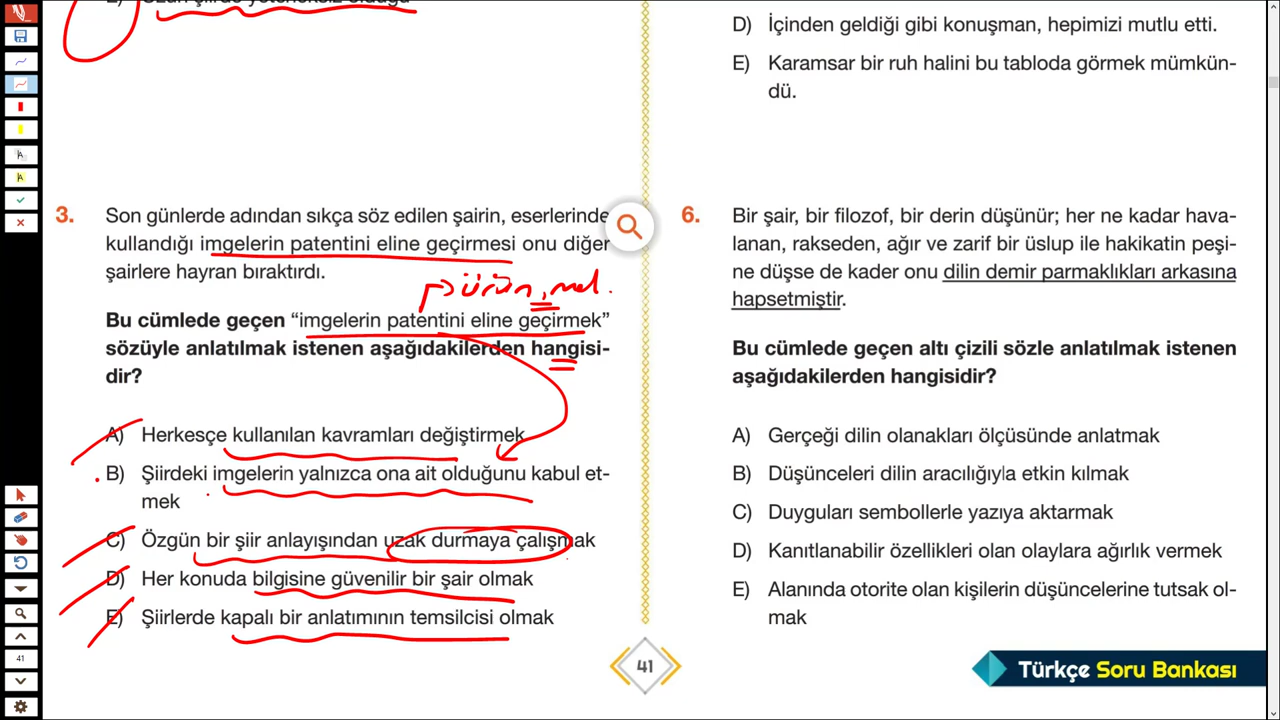 D) İçinden geldiği gibi konuşman, hepimizi mutlu etti.
E) Karamsar bir ruh halini bu tabloda görmek mümkün-
dü.
3. Son günlerde adından sıkça söz edilen şairin, eserlerinde
kullandığı imgelerin patentini eline geçirmesi onu diğer
şairlere hayran bıraktırdı.
ürün, mal.
Bu cümlede geçen “imgelerin patentini eline geçirmek”
sözüyle anlatılmak istenen aşağıdakilerden hangisi-
dir?
A) Herkesçe kullanılan kavramları değiştirmek
B) Şiirdeki imgelerin yalnızca ona ait olduğunu kabul et-
mek
C) Özgün bir şiir anlayışından uzak durmaya çalışmak
D) Her konuda bilgisine güvenilir bir şair olmak
E) Şiirlerde kapalı bir anlatımının temsilcisi olmak
6. Bir şair, bir filozof, bir derin düşünür; her ne kadar hava-
lanan, rakseden, ağır ve zarif bir üslup ile hakikatin peşi-
ne düşse de kader onu dilin demir parmaklıkları arkasına
hapsetmiştir.
Bu cümlede geçen altı çizili sözle anlatılmak istenen
aşağıdakilerden hangisidir?
A) Gerçeği dilin olanakları ölçüsünde anlatmak
B) Düşünceleri dilin aracılığıyla etkin kılmak
C) Duyguları sembollerle yazıya aktarmak
D) Kanıtlanabilir özellikleri olan olaylara ağırlık vermek
E) Alanında otorite olan kişilerin düşüncelerine tutsak ol-
mak
41
41
Türkçe Soru Bankası